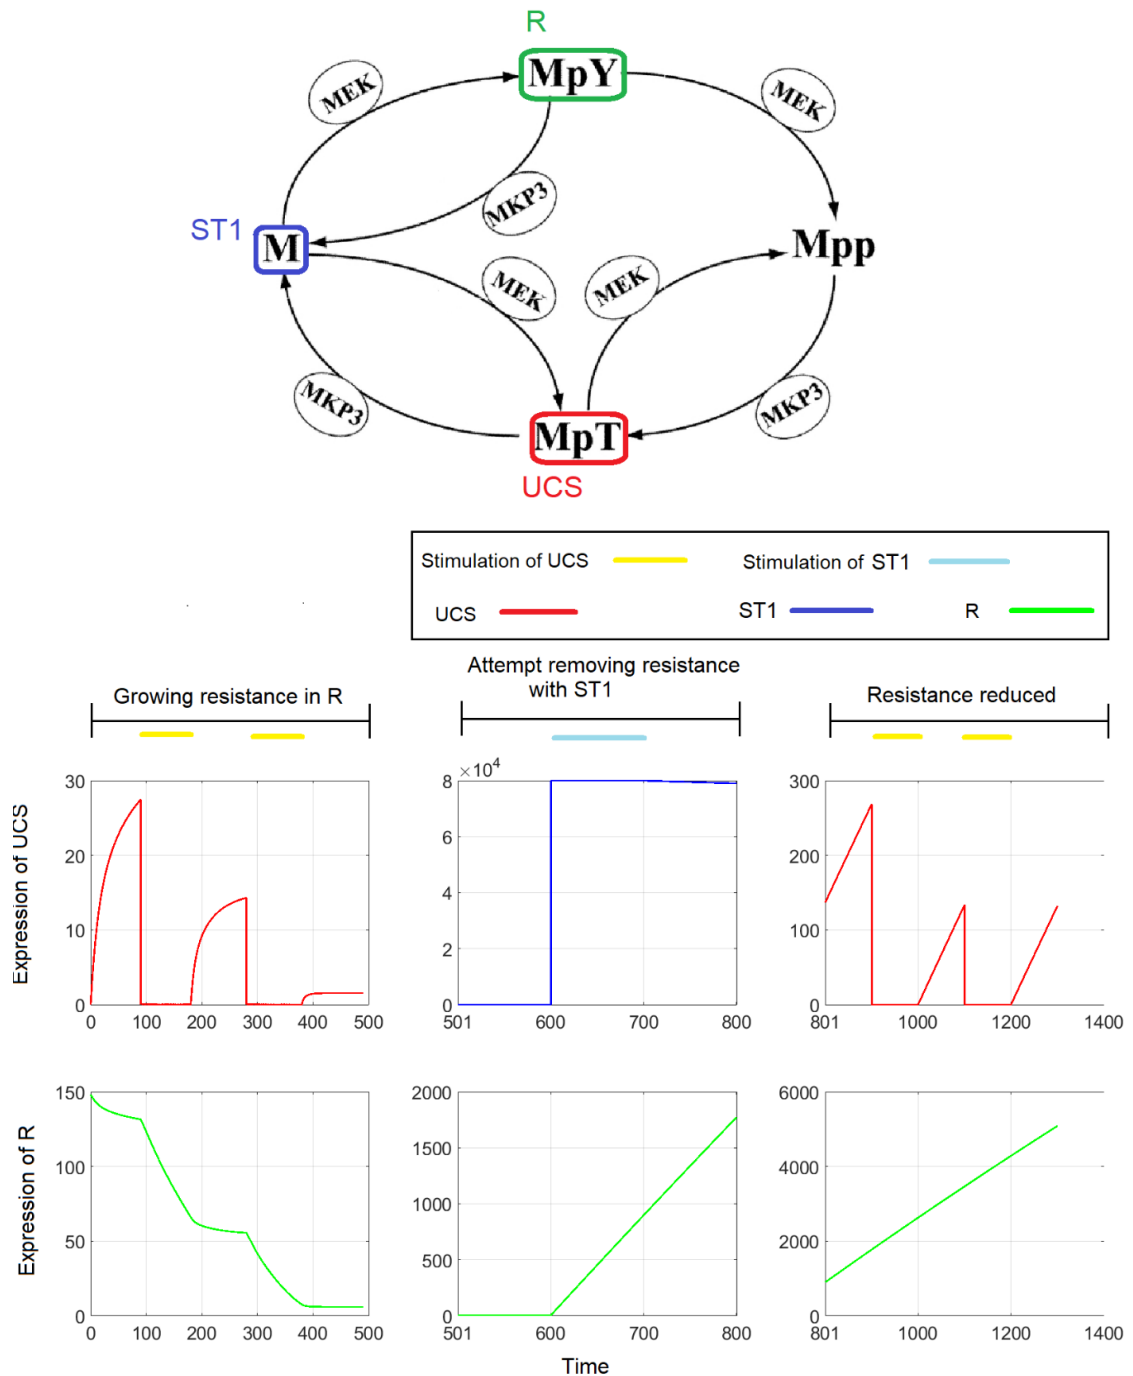 R
MpY
MEK
MEK
MKP3
ST1
M
Mpp
MEK
MEK
MKP3
MKP3
MpT
UCS
Stimulation of UCS
Stimulation of ST1
UCS
ST1
R
Growing resistance in R
Attempt removing resistance
with ST1
Resistance reduced
Expression of UCS
30
20
10
0
0 100 200 300 400 500
×10^4
8
6
4
2
0
501 600 700 800
300
200
100
0
801 1000 1200 1400
Expression of R
150
100
50
0
0 100 200 300 400 500
2000
1500
1000
500
0
501 600 700 800
6000
4000
2000
0
801 1000 1200 1400
Time